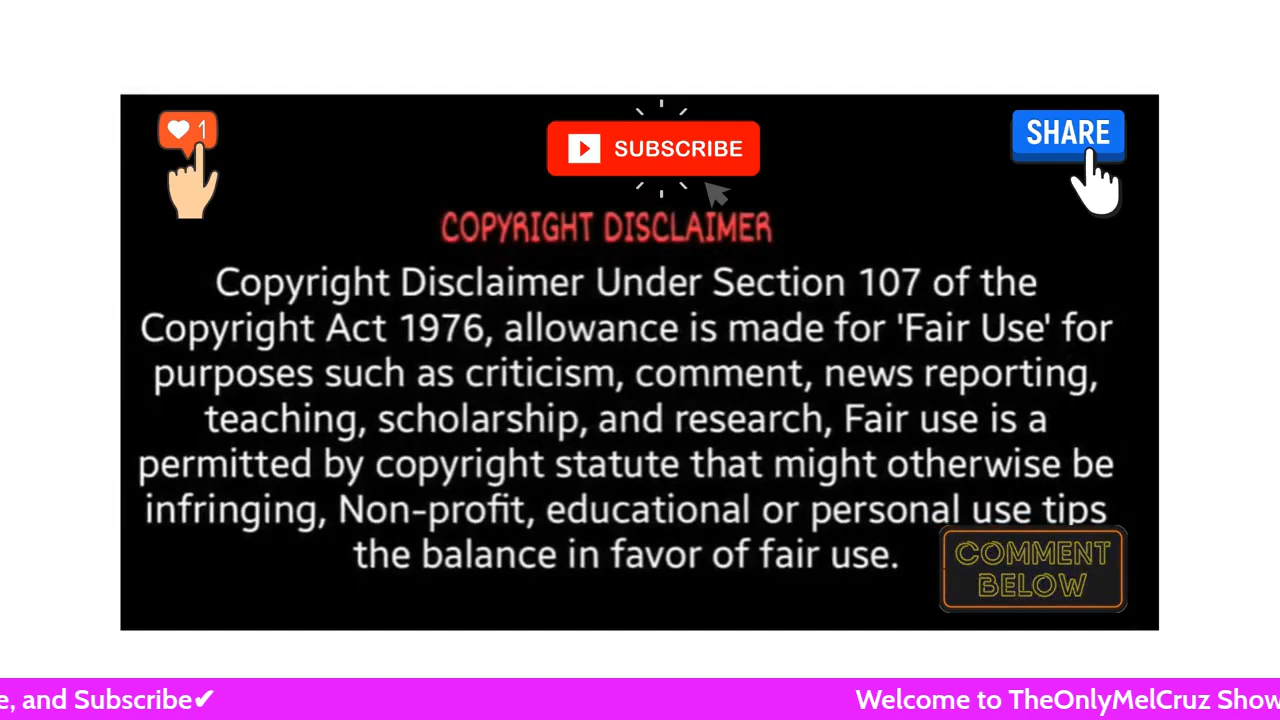 1
SUBSCRIBE
SHARE
COPYRIGHT DISCLAIMER
Copyright Disclaimer Under Section 107 of the
Copyright Act 1976, allowance is made for 'Fair Use' for
purposes such as criticism, comment, news reporting,
teaching, scholarship, and research, Fair use is a
permitted by copyright statute that might otherwise be
infringing, Non-profit, educational or personal use tips
the balance in favor of fair use.
COMMENT
BELOW
e, and Subscribe✔ Welcome to TheOnlyMelCruz Show